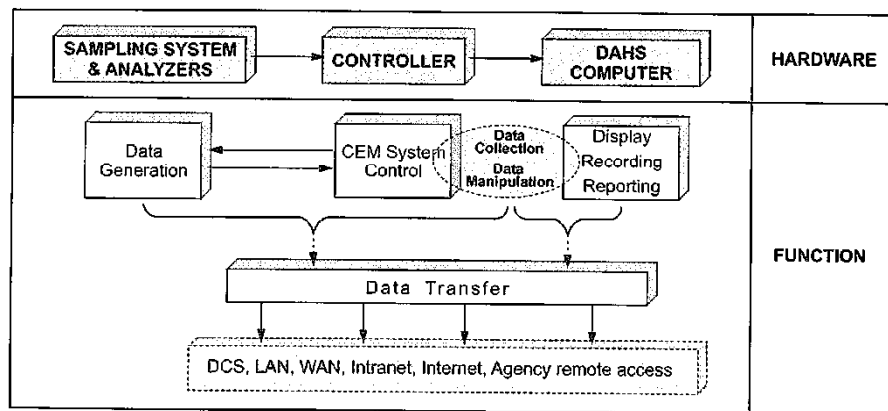 SAMPLING SYSTEM
& ANALYZERS
CONTROLLER
DAHS
COMPUTER
HARDWARE
Data
Generation
CEM System
Control
Data
Collection
Data
Manipulation
Display
Recording
Reporting
FUNCTION
Data Transfer
DCS, LAN, WAN, Intranet, Internet, Agency remote access